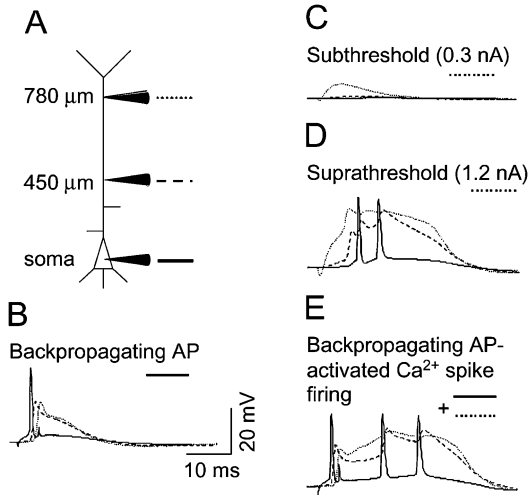 A
780 µm
450 µm
soma
B
Backpropagating AP
20 mV
10 ms
C
Subthreshold (0.3 nA)
D
Suprathreshold (1.2 nA)
E
Backpropagating AP-
activated Ca²⁺ spike
firing
+